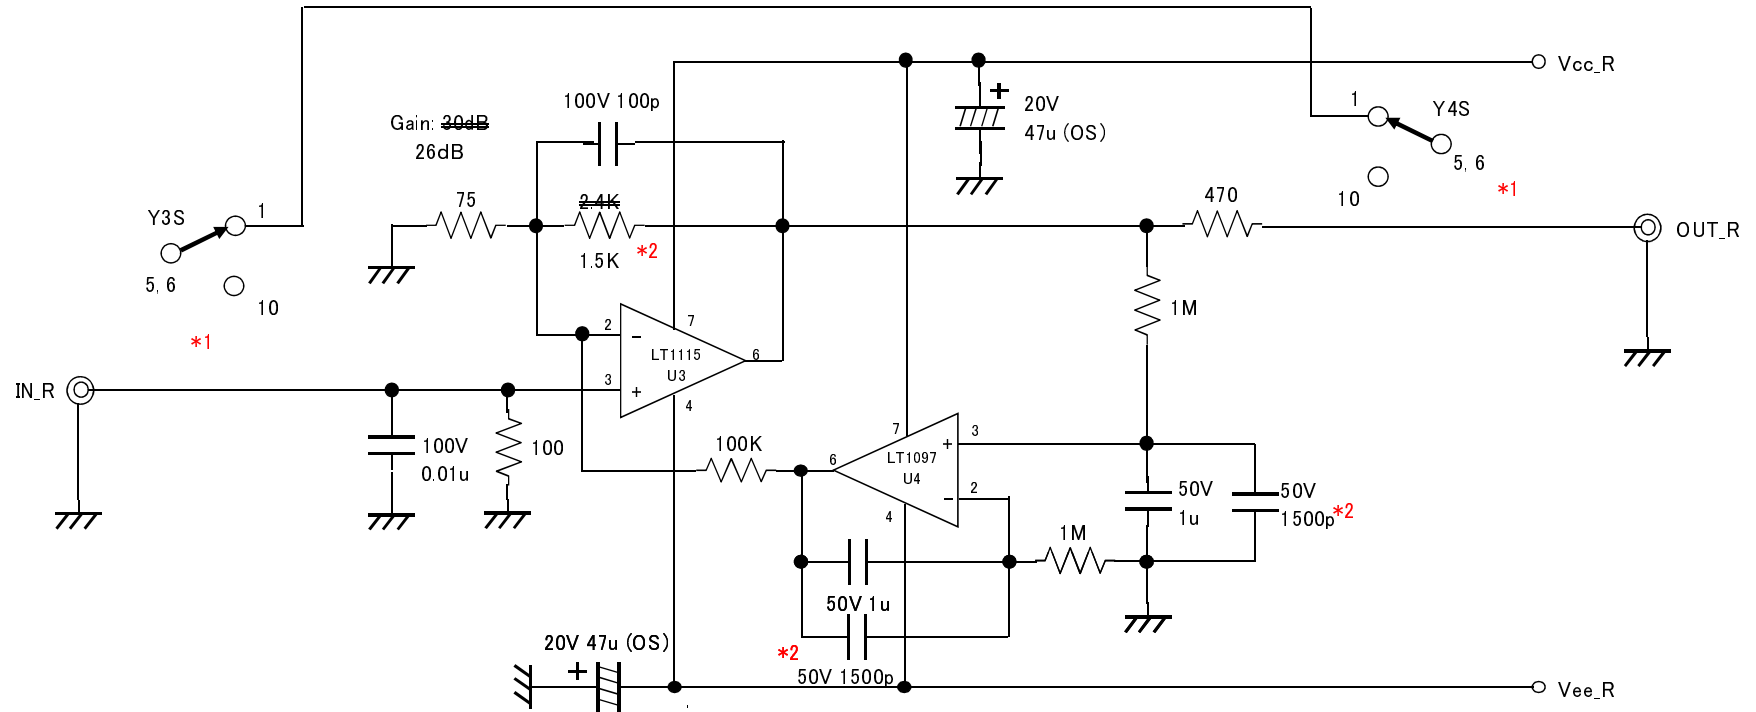 Vcc_R
1
Y4S
5, 6
*1
10
20V
47u (OS)
100V 100p
Gain: 30dB
26dB
75
2.4K
1.5K
*2
470
OUT_R
Y3S
1
5, 6
10
*1
1M
2
7
LT1115
U3
6
3
4
IN_R
100V
0.01u
100
100K
7
3
LT1097
U4
6
2
4
50V
1u
50V
1500p
*2
1M
50V 1u
*2
50V 1500p
20V 47u (OS)
Vee_R